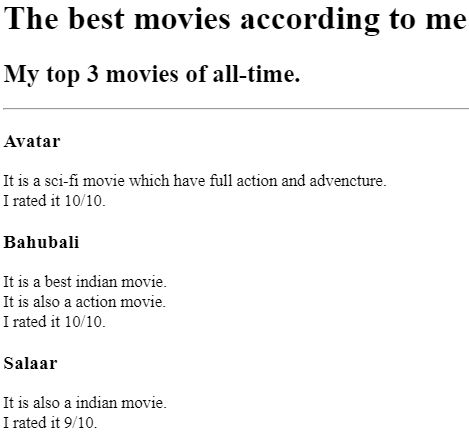 The best movies according to me
My top 3 movies of all-time.
Avatar
It is a sci-fi movie which have full action and advencture.
I rated it 10/10.
Bahubali
It is a best indian movie.
It is also a action movie.
I rated it 10/10.
Salaar
It is also a indian movie.
I rated it 9/10.